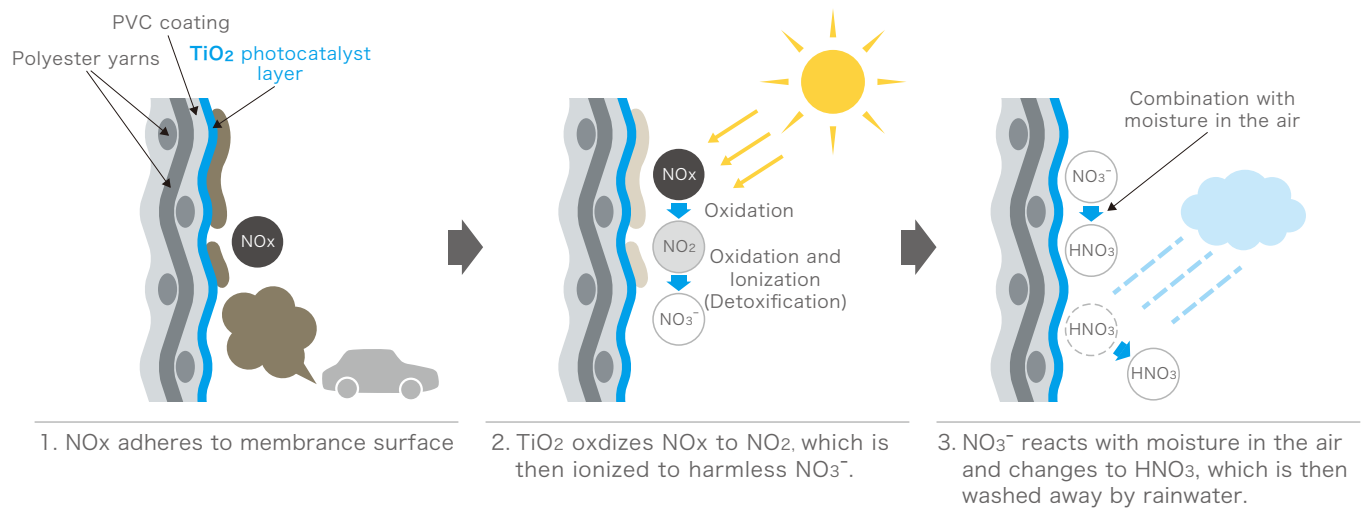 PVC coating
Polyester yarns
TiO2 photocatalyst
layer
NOx
1. NOx adheres to membrance surface
NOx
Oxidation
NO2
Oxidation and
Ionization
(Detoxification)
NO3⁻
2. TiO2 oxdizes NOx to NO2, which is
then ionized to harmless NO3⁻.
Combination with
moisture in the air
NO3⁻
HNO3
HNO3
HNO3
3. NO3⁻ reacts with moisture in the air
and changes to HNO3, which is then
washed away by rainwater.